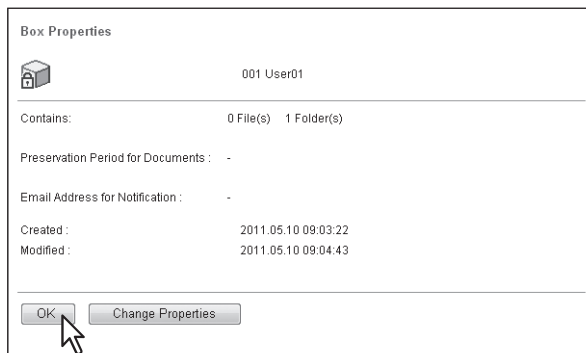 Box Properties
001 User01
Contains: 0 File(s) 1 Folder(s)
Preservation Period for Documents : -
Email Address for Notification : -
Created : 2011.05.10 09:03:22
Modified : 2011.05.10 09:04:43
OK Change Properties